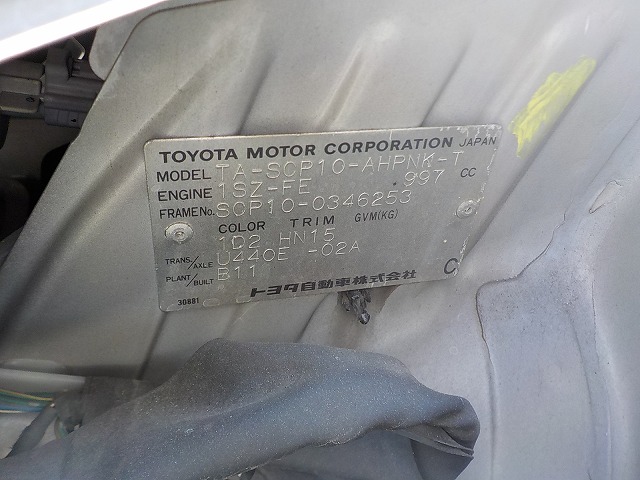 TOYOTA MOTOR CORPORATION JAPAN
MODEL TA-SCP10-AHPNK-T
ENGINE 1SZ-FE 997 CC
FRAME No. SCP10-0346253
COLOR TRIM GVM(KG)
1D2 HN15
TRANS/AXLE U440E -02A
PLANT/BUILT B11 C
トヨタ自動車株式会社
30881